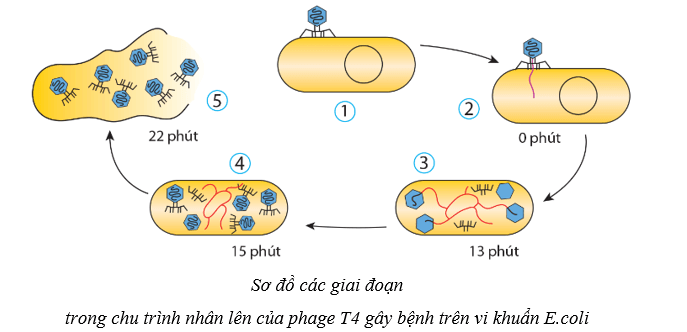 1
2
0 phút
3
13 phút
4
15 phút
5
22 phút
Sơ đồ các giai đoạn
trong chu trình nhân lên của phage T4 gây bệnh trên vi khuẩn E.coli